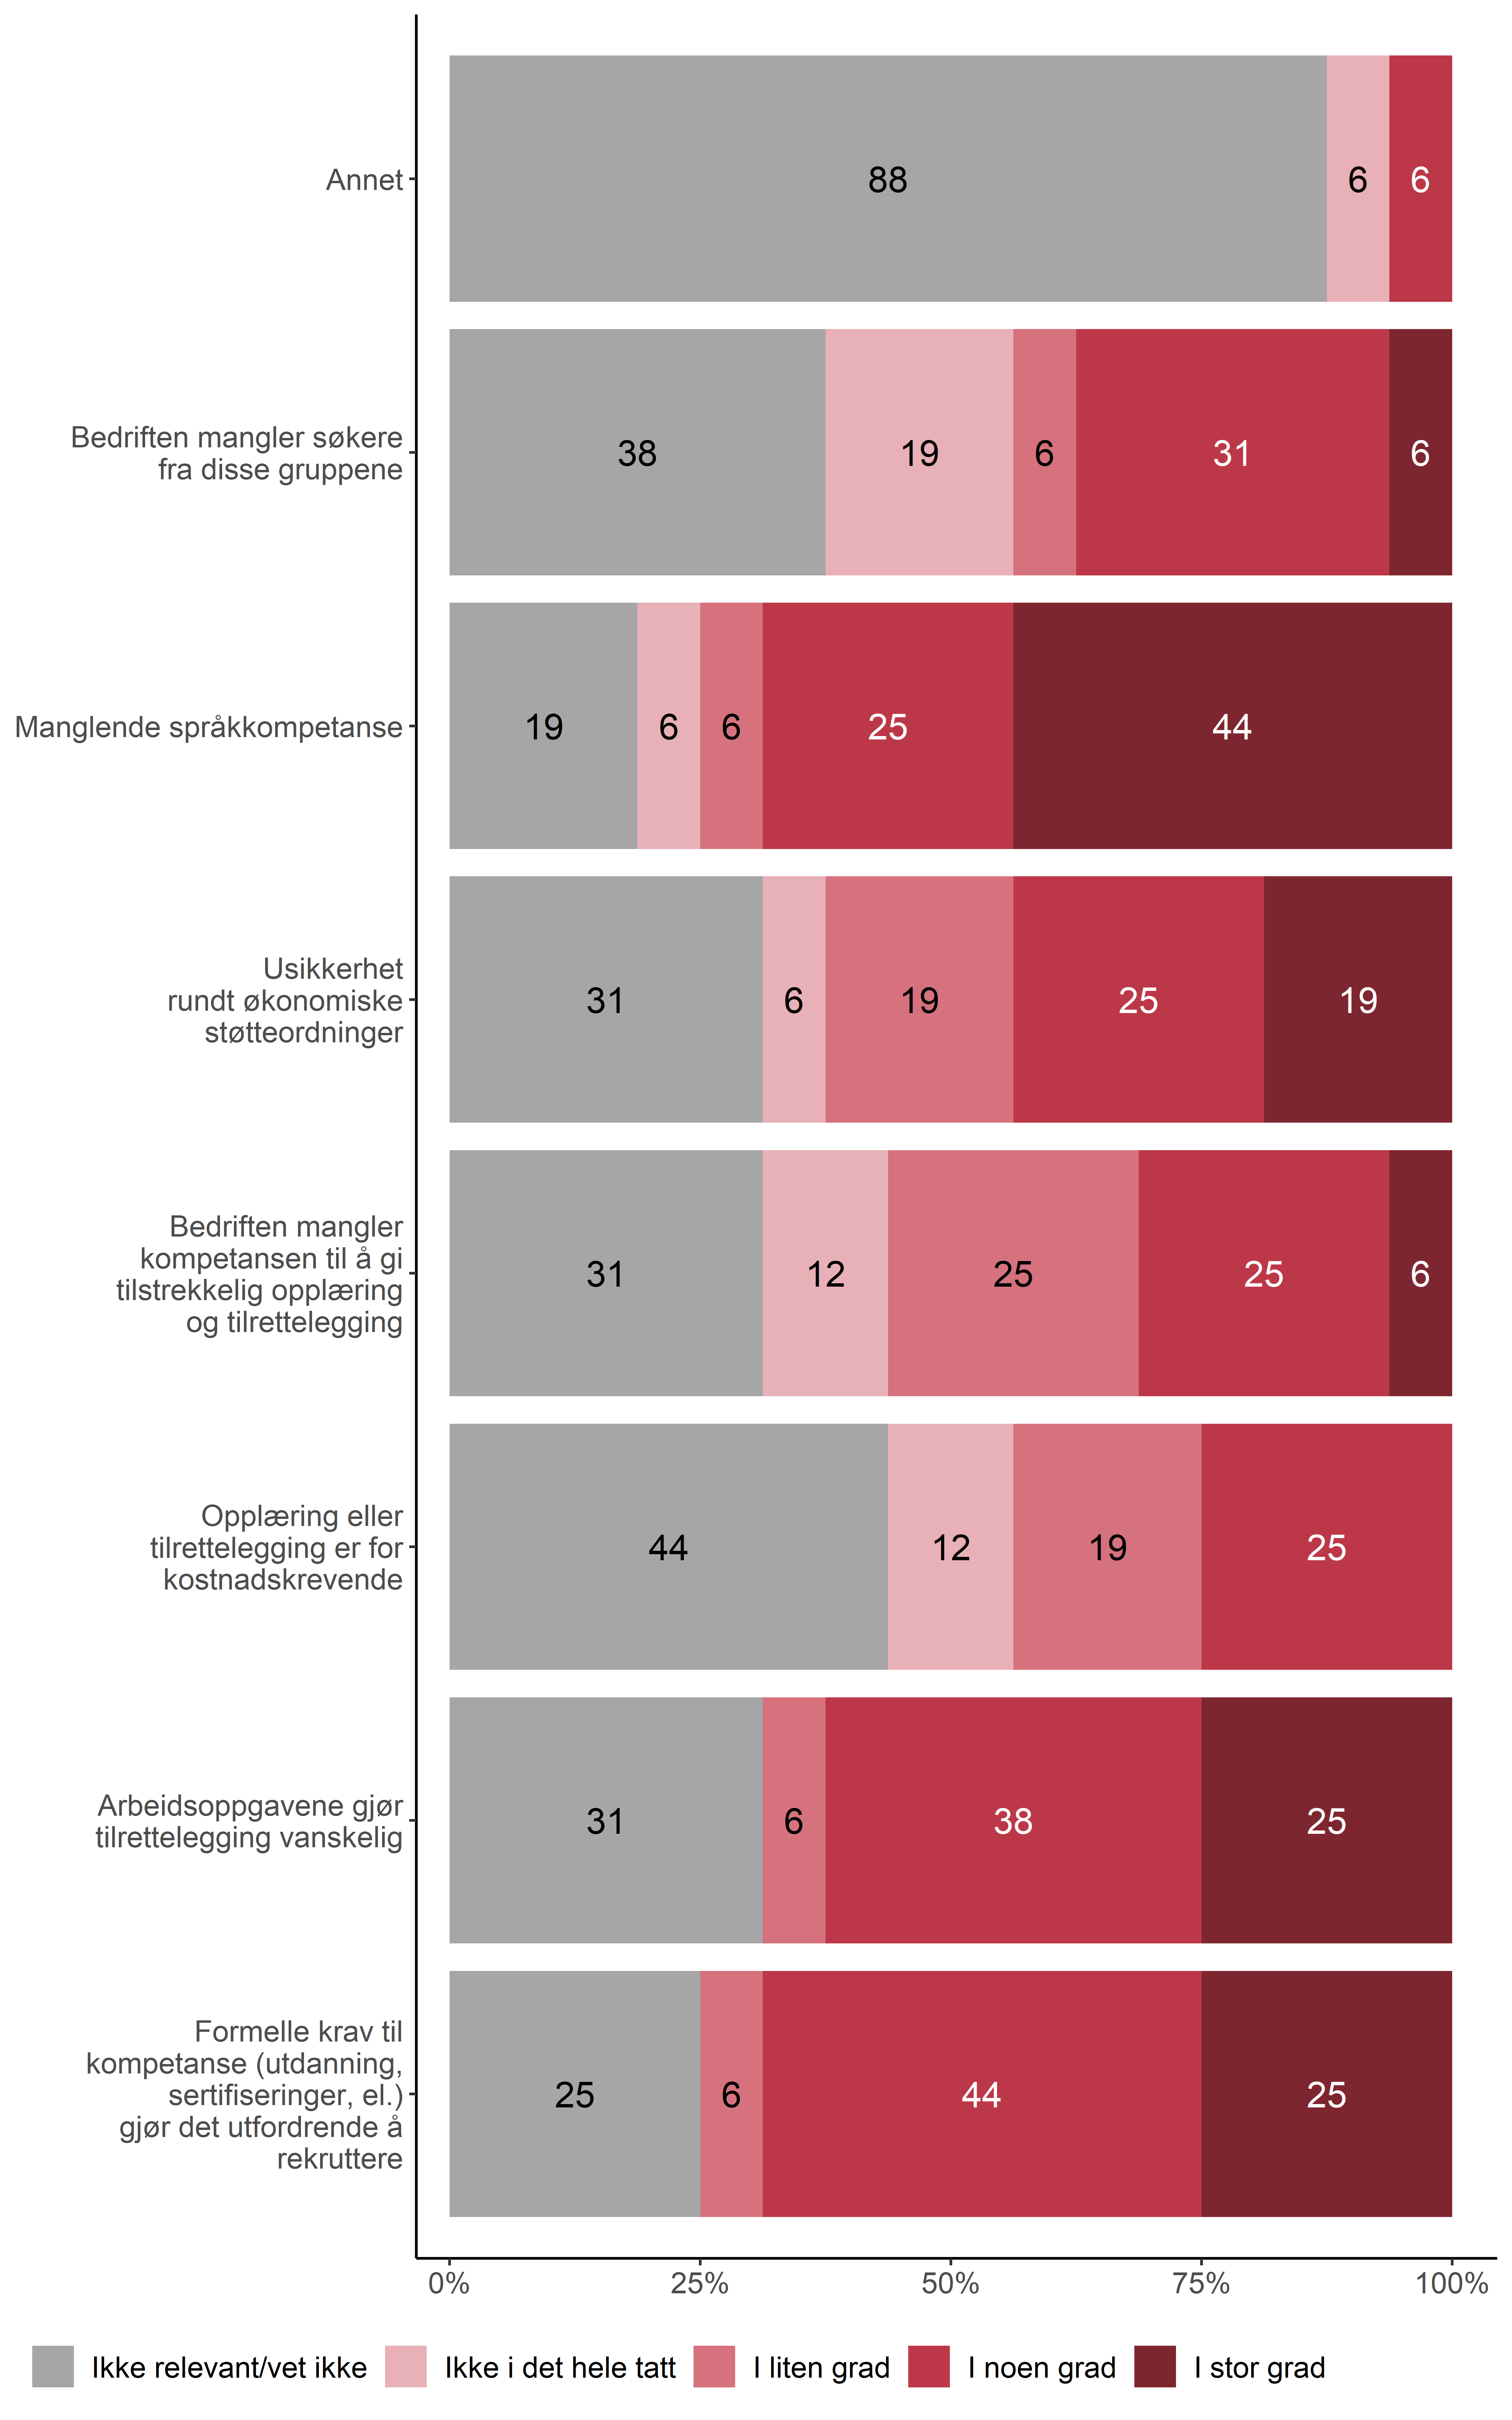 Annet
88 6 6
Bedriften mangler søkere
fra disse gruppene
38 19 6 31 6
Manglende språkkompetanse
19 6 6 25 44
Usikkerhet
rundt økonomiske
støtteordninger
31 6 19 25 19
Bedriften mangler
kompetansen til å gi
tilstrekkelig opplæring
og tilrettelegging
31 12 25 25 6
Opplæring eller
tilrettelegging er for
kostnadskrevende
44 12 19 25
Arbeidsoppgavene gjør
tilrettelegging vanskelig
31 6 38 25
Formelle krav til
kompetanse (utdanning,
sertifiseringer, el.)
gjør det utfordrende å
rekruttere
25 6 44 25
0% 25% 50% 75% 100%
Ikke relevant/vet ikke Ikke i det hele tatt I liten grad I noen grad I stor grad